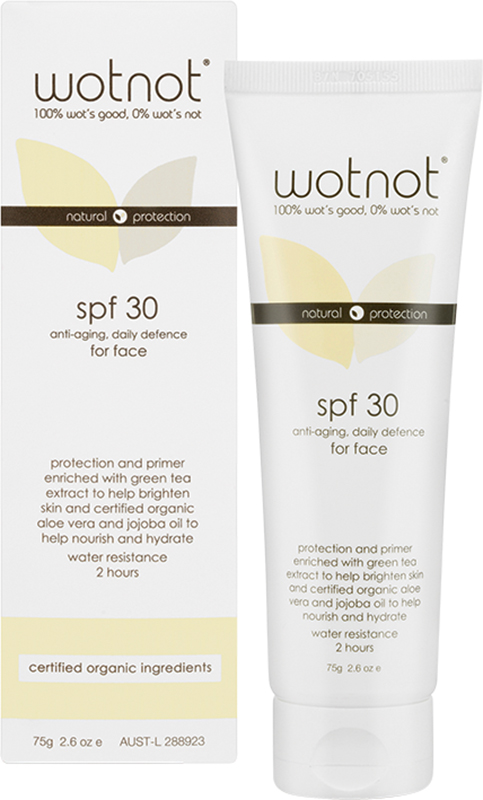 wotnot®
100% wot's good, 0% wot's not
natural protection
spf 30
anti-aging, daily defence
for face
protection and primer
enriched with green tea
extract to help brighten
skin and certified organic
aloe vera and jojoba oil to
help nourish and hydrate
water resistance
2 hours
certified organic ingredients
75g 2.6 oz e AUST-L 288923
wotnot®
100% wot's good, 0% wot's not
natural protection
spf 30
anti-aging, daily defence
for face
protection and primer
enriched with green tea
extract to help brighten skin
and certified organic aloe
vera and jojoba oil to help
nourish and hydrate
water resistance
2 hours
75g 2.6 oz e